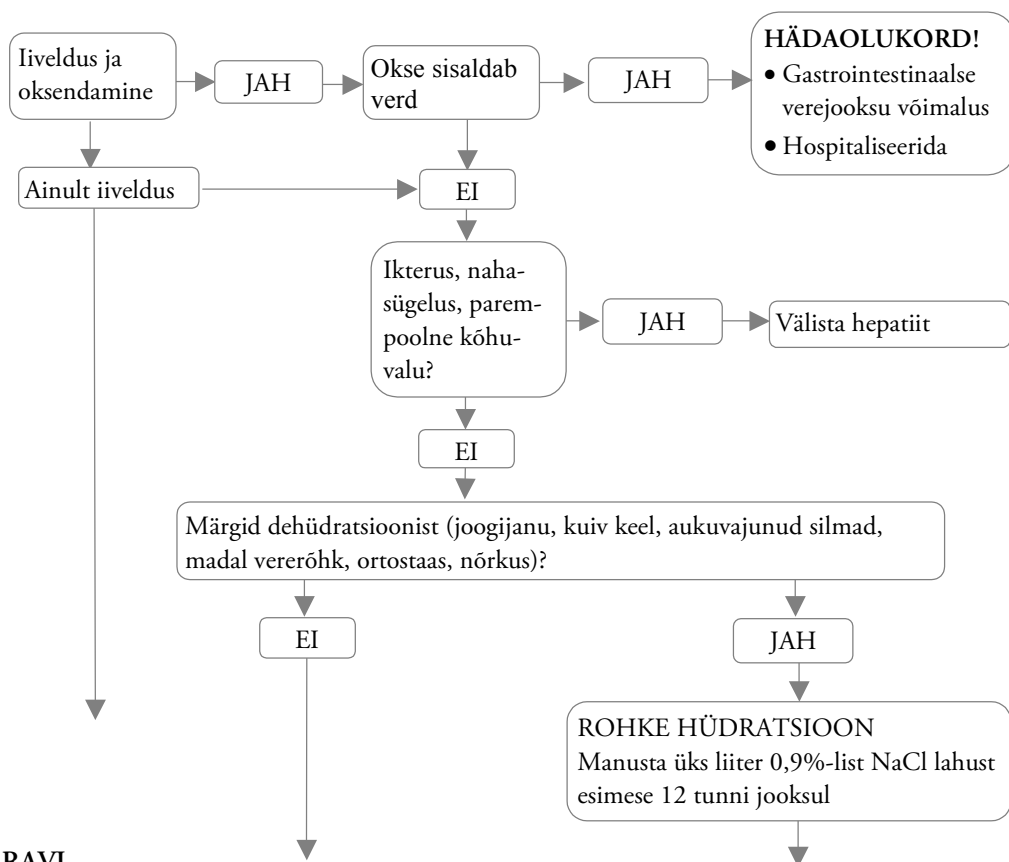 Iiveldus ja
oksendamine
JAH
Okse sisaldab
verd
JAH
HÄDAOLUKORD!
• Gastrointestinaalse
verejooksu võimalus
• Hospitaliseerida
Ainult iiveldus
EI
Ikterus, naha-
sügelus, parem-
poolne kõhu-
valu?
JAH
Välista hepatiit
EI
Märgid dehüdratsioonist (joogijanu, kuiv keel, aukuvajunud silmad,
madal vererõhk, ortostaas, nõrkus)?
EI
JAH
ROHKE HÜDRATSIOON
Manusta üks liiter 0,9%-list NaCl lahust
esimese 12 tunni jooksul
RAVI